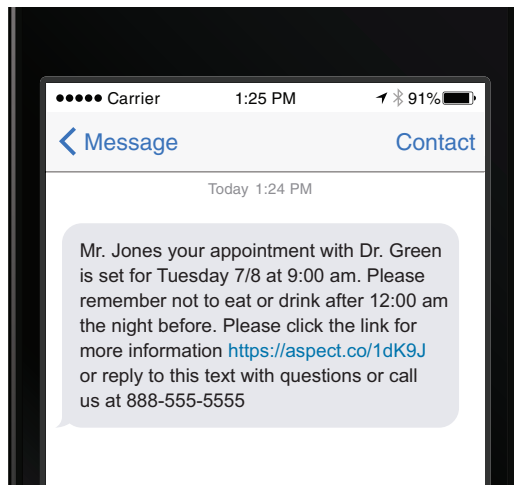 Carrier 1:25 PM 91%
Message Contact
Today 1:24 PM
Mr. Jones your appointment with Dr. Green
is set for Tuesday 7/8 at 9:00 am. Please
remember not to eat or drink after 12:00 am
the night before. Please click the link for
more information https://aspect.co/1dK9J
or reply to this text with questions or call
us at 888-555-5555